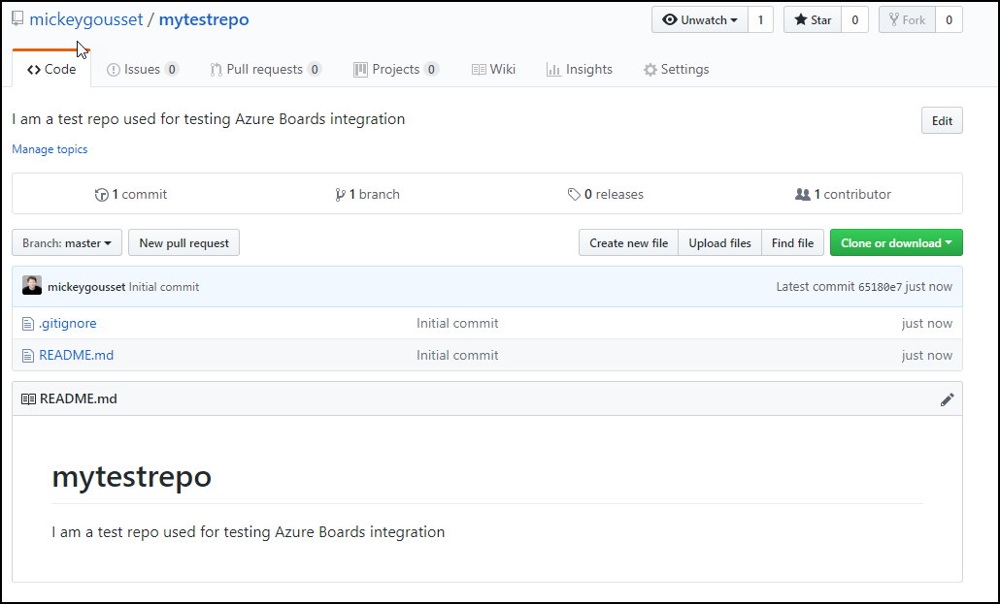 mickeygousset / mytestrepo Unwatch 1 Star 0 Fork 0
Code Issues 0 Pull requests 0 Projects 0 Wiki Insights Settings
I am a test repo used for testing Azure Boards integration Edit
Manage topics
1 commit 1 branch 0 releases 1 contributor
Branch: master New pull request Create new file Upload files Find file Clone or download
mickeygousset Initial commit Latest commit 65180e7 just now
.gitignore Initial commit just now
README.md Initial commit just now
README.md
mytestrepo
I am a test repo used for testing Azure Boards integration